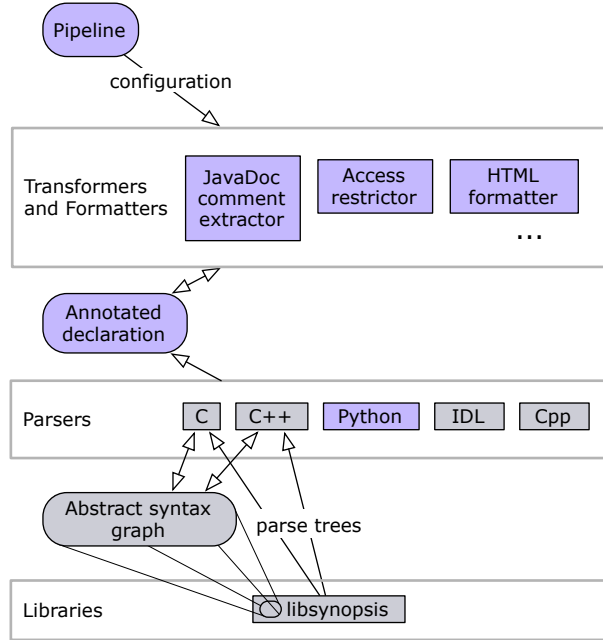 Pipeline
configuration
Transformers
and Formatters
JavaDoc
comment
extractor
Access
restrictor
HTML
formatter
...
Annotated
declaration
Parsers
C
C++
Python
IDL
Cpp
Abstract syntax
graph
parse trees
Libraries
libsynopsis